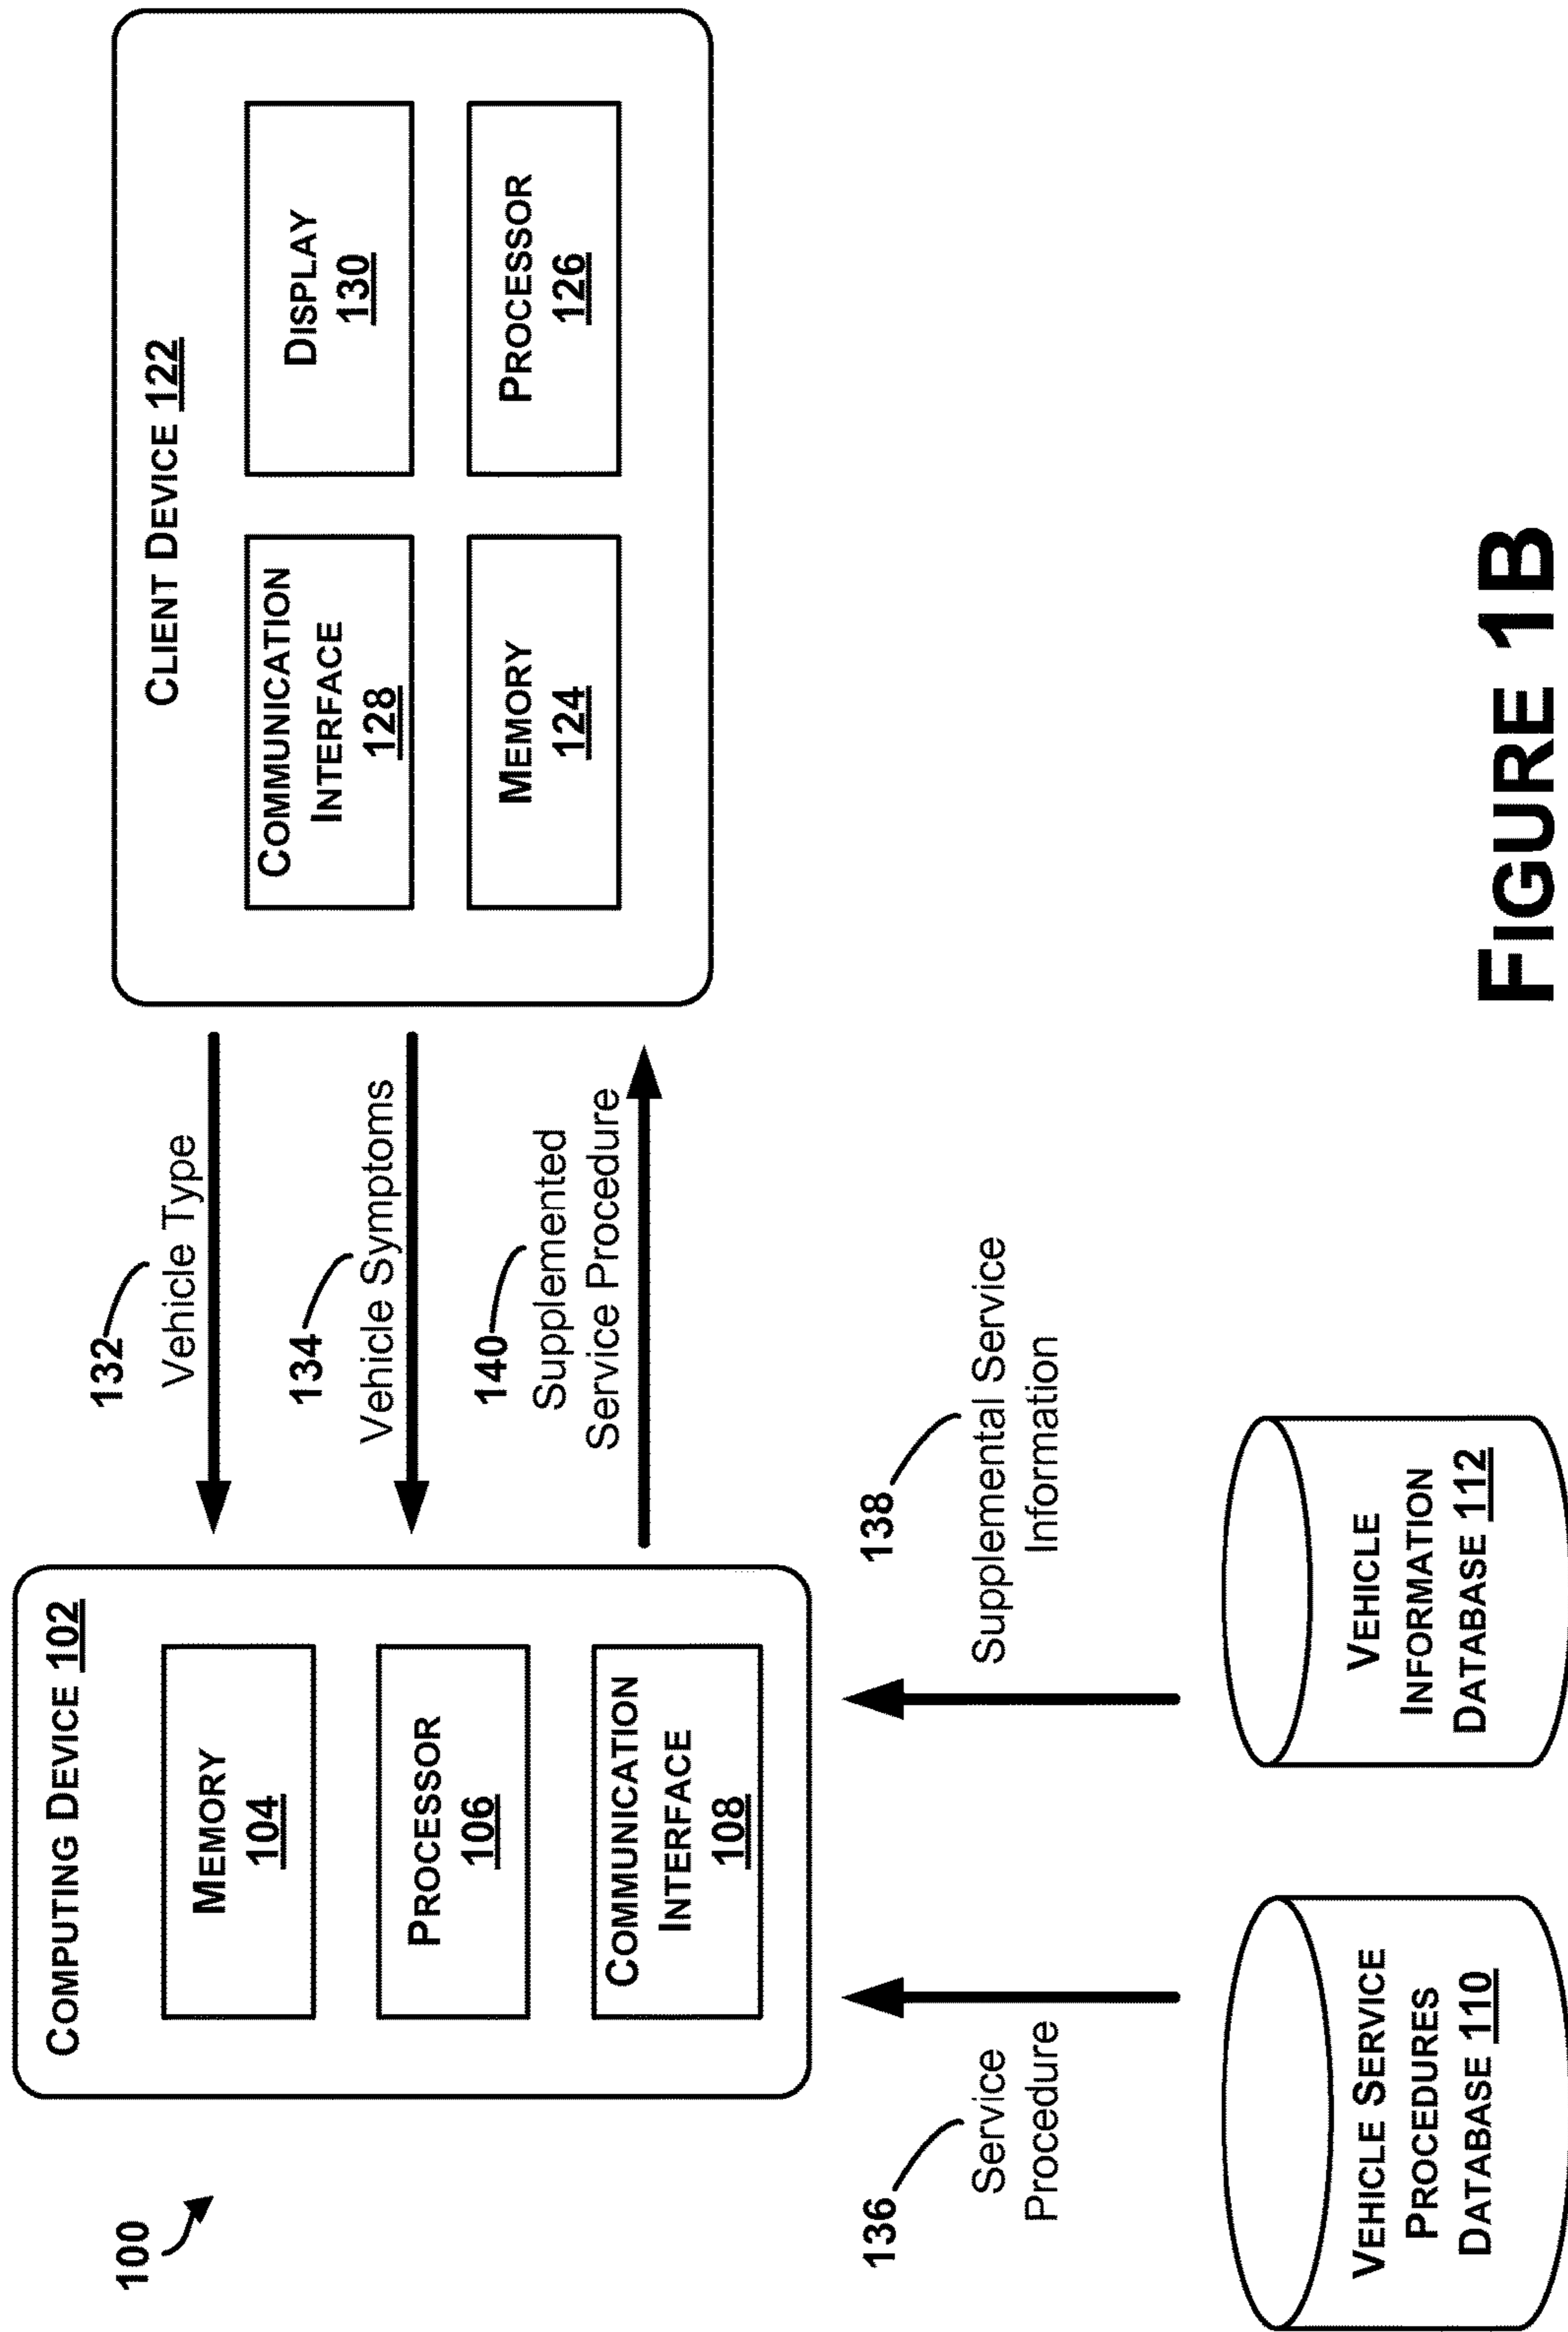 100
COMPUTING DEVICE 102
MEMORY
104
PROCESSOR
106
COMMUNICATION
INTERFACE
108
132
Vehicle Type
134
Vehicle Symptoms
140
Supplemented
Service Procedure
CLIENT DEVICE 122
COMMUNICATION
INTERFACE
128
DISPLAY
130
MEMORY
124
PROCESSOR
126
136
Service
Procedure
138
Supplemental Service
Information
VEHICLE SERVICE
PROCEDURES
DATABASE 110
VEHICLE
INFORMATION
DATABASE 112
FIGURE 1B